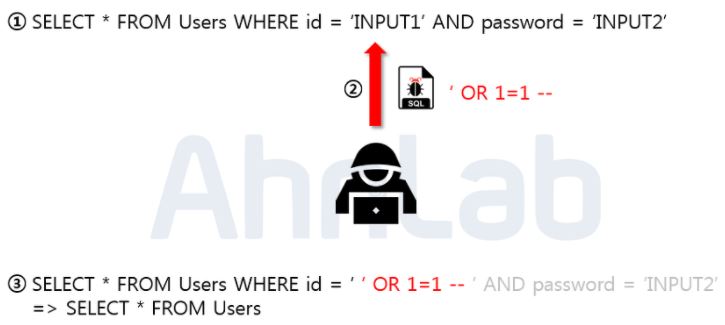 ① SELECT * FROM Users WHERE id = ‘INPUT1’ AND password = ‘INPUT2’
② SQL ‘ OR 1=1 --
AhnLab
③ SELECT * FROM Users WHERE id = ‘ ‘ OR 1=1 -- ’ AND password = ‘INPUT2’
=> SELECT * FROM Users